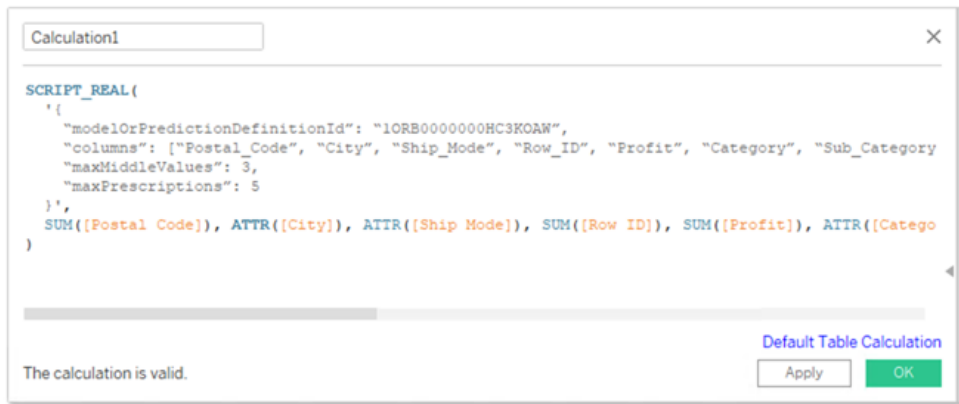 Calculation1
SCRIPT_REAL(
'{
“modelOrPredictionDefinitionId”: “1ORB0000000HC3KOAW”,
“columns”: [“Postal_Code”, “City”, “Ship_Mode”, “Row_ID”, “Profit”, “Category”, “Sub_Category
“maxMiddleValues”: 3,
“maxPrescriptions”: 5
}',
SUM([Postal Code]), ATTR([City]), ATTR([Ship Mode]), SUM([Row ID]), SUM([Profit]), ATTR([Catego
)
Default Table Calculation
The calculation is valid.
Apply
OK